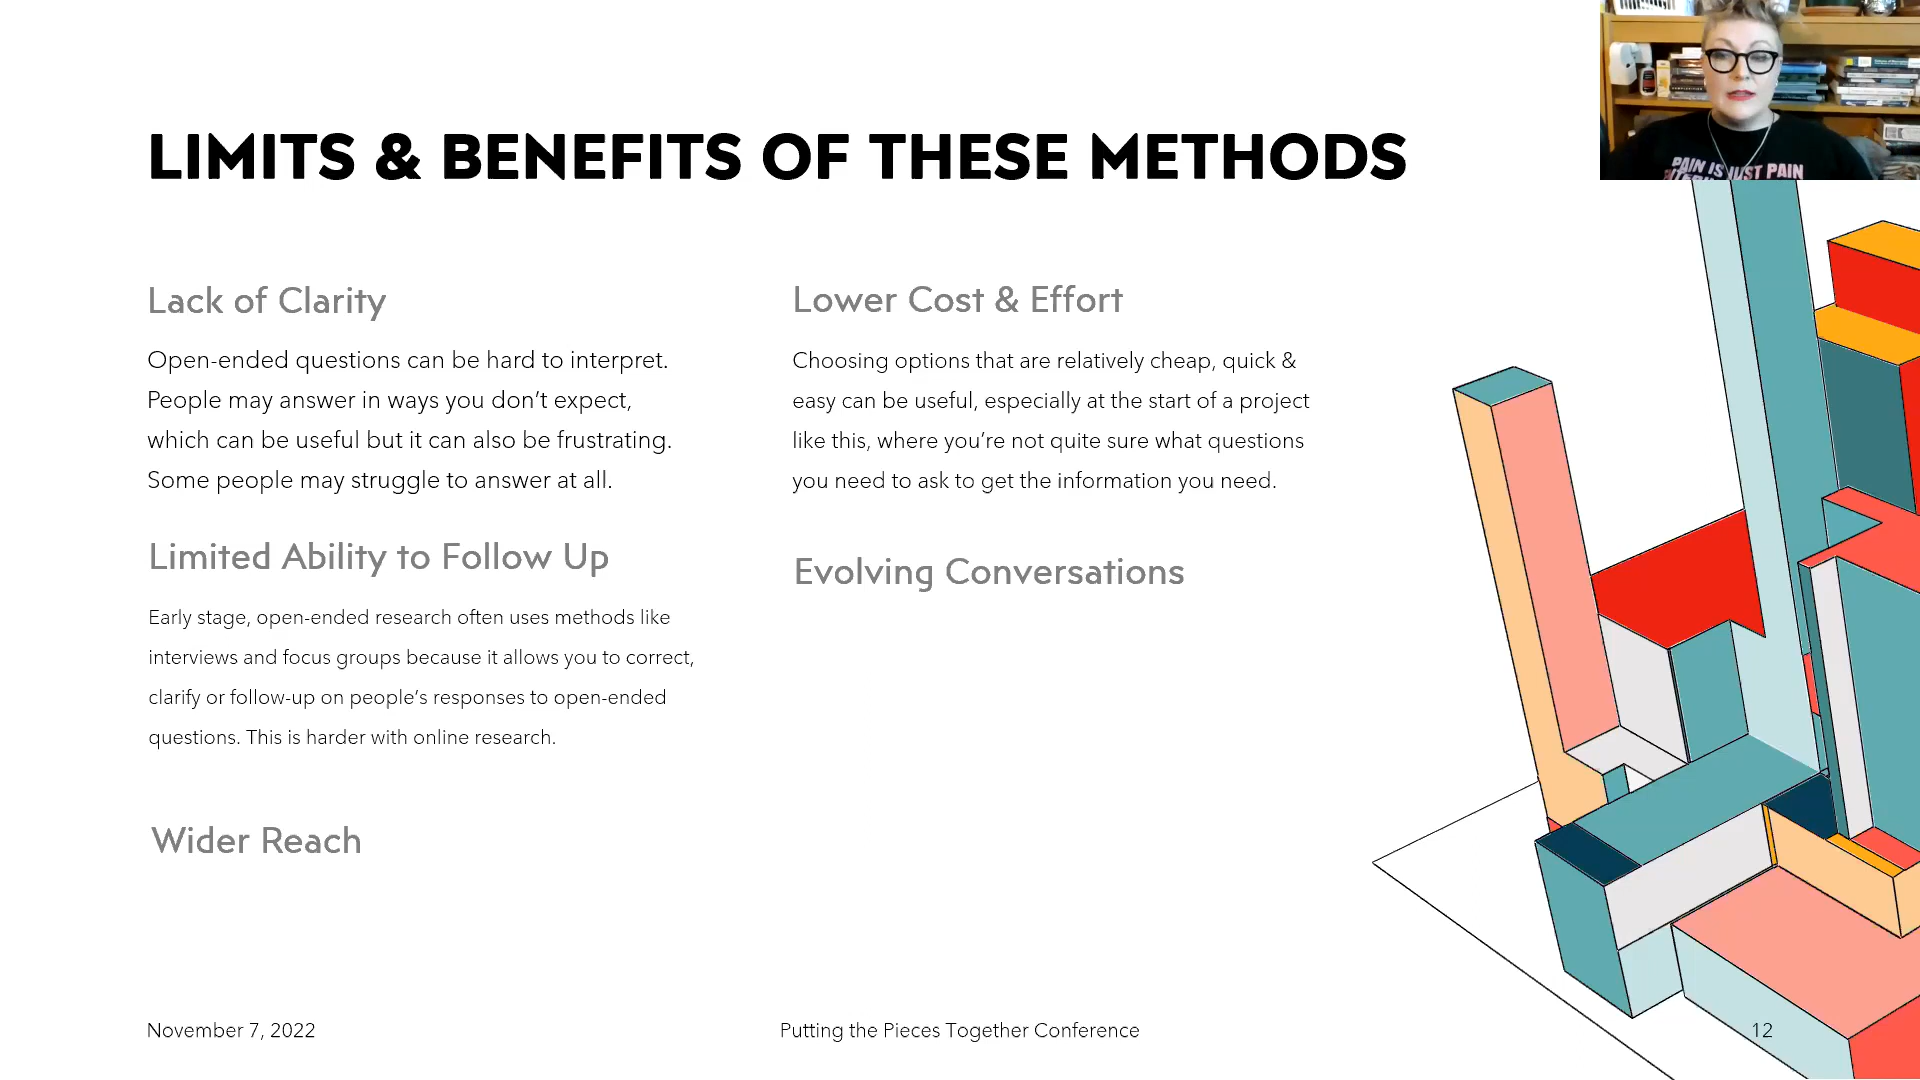 LIMITS & BENEFITS OF THESE METHODS
PAIN IS JUST PAIN
Lack of Clarity
Open-ended questions can be hard to interpret.
People may answer in ways you don’t expect,
which can be useful but it can also be frustrating.
Some people may struggle to answer at all.
Limited Ability to Follow Up
Early stage, open-ended research often uses methods like
interviews and focus groups because it allows you to correct,
clarify or follow-up on people’s responses to open-ended
questions. This is harder with online research.
Wider Reach
Lower Cost & Effort
Choosing options that are relatively cheap, quick &
easy can be useful, especially at the start of a project
like this, where you’re not quite sure what questions
you need to ask to get the information you need.
Evolving Conversations
November 7, 2022
Putting the Pieces Together Conference
12